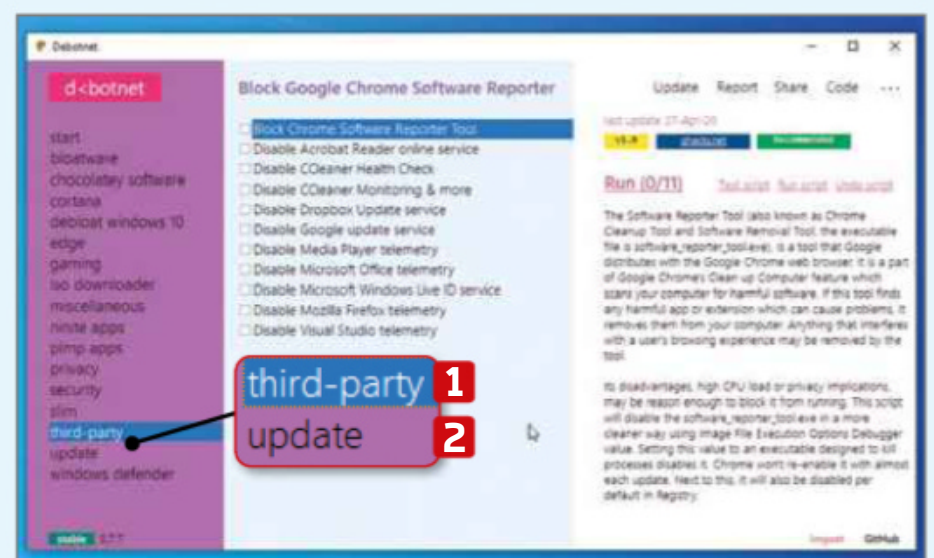 Debotnet
d<botnet
start
bloatware
chocolatey software
cortana
debloat windows 10
edge
gaming
iso downloader
miscellaneous
ninite apps
pimp apps
privacy
security
slim
third-party
update
windows defender
stable 0.7.7
Block Google Chrome Software Reporter
Block Chrome Software Reporter Tool
Disable Acrobat Reader online service
Disable CCleaner Health Check
Disable CCleaner Monitoring & more
Disable Dropbox Update service
Disable Google update service
Disable Media Player telemetry
Disable Microsoft Office telemetry
Disable Microsoft Windows Live ID service
Disable Mozilla Firefox telemetry
Disable Visual Studio telemetry
third-party 1
update 2
Update Report Share Code ...
last update 27-Apr-20
Recommended
Run (0/11) Test script Run script Undo script
The Software Reporter Tool (also known as Chrome
Cleanup Tool and Software Removal Tool, the executable
file is software_reporter_tool.exe), is a tool that Google
distributes with the Google Chrome web browser. It is a part
of Google Chrome's Clean up Computer feature which
scans your computer for harmful software. If this tool finds
any harmful app or extension which can cause problems, it
removes them from your computer. Anything that interferes
with a user's browsing experience may be removed by the
tool.
Its disadvantages, high CPU load or privacy implications,
may be reason enough to block it from running. This script
will disable the software_reporter_tool.exe in a more
cleaner way using Image File Execution Options Debugger
value. Setting this value to an executable designed to kill
processes disables it. Chrome won't re-enable it with almost
each update. Next to this, it will also be disabled per
default in Registry.
Import GitHub